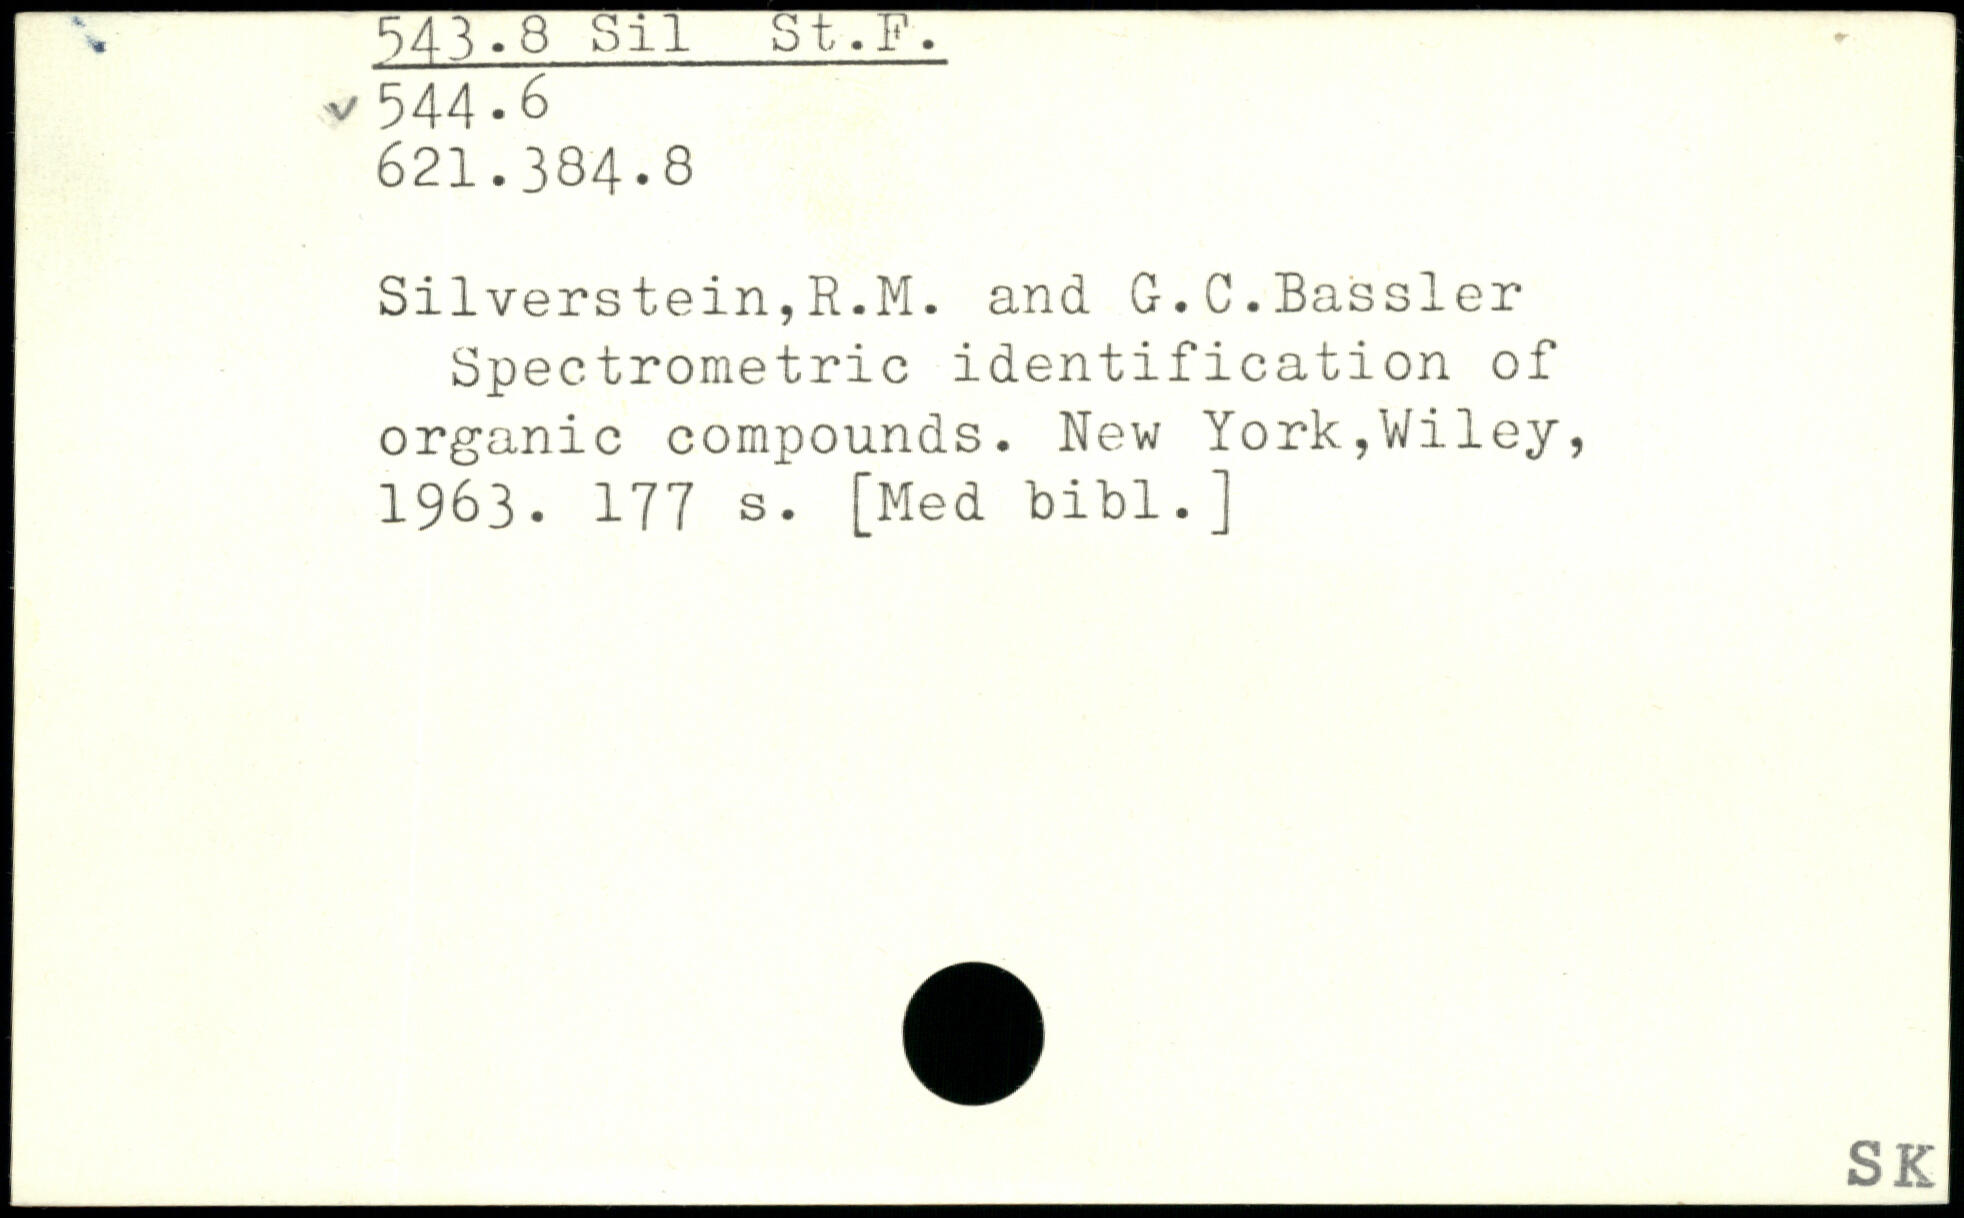 543.8 Sil St.F.
v 544.6
621.384.8
Silverstein,R.M. and G.C.Bassler
Spectrometric identification of
organic compounds. New York,Wiley,
1963. 177 s. [Med bibl.]
SK